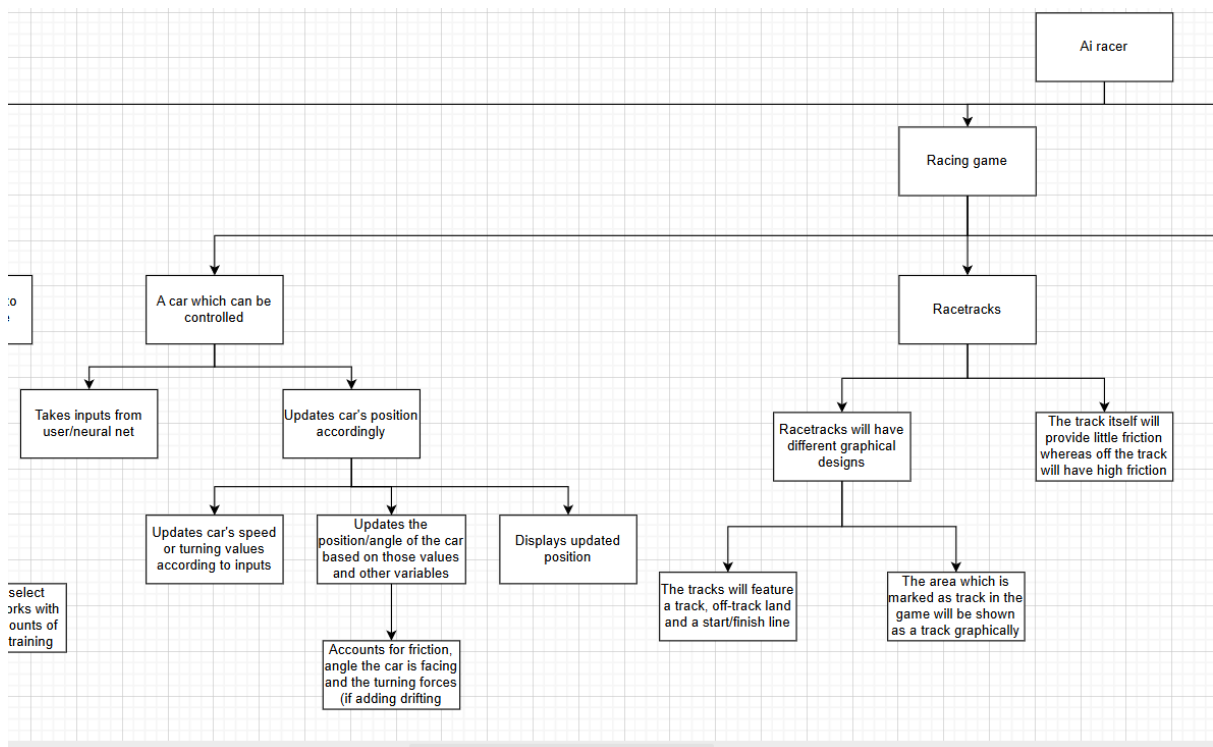 Ai racer
Racing game
to
e
A car which can be
controlled
Racetracks
Takes inputs from
user/neural net
Updates car's position
accordingly
Racetracks will have
different graphical
designs
The track itself will
provide little friction
whereas off the track
will have high friction
Updates car's speed
or turning values
according to inputs
Updates the
position/angle of the car
based on those values
and other variables
Displays updated
position
select
orks with
ounts of
training
The tracks will feature
a track, off-track land
and a start/finish line
The area which is
marked as track in the
game will be shown
as a track graphically
Accounts for friction,
angle the car is facing
and the turning forces
(if adding drifting